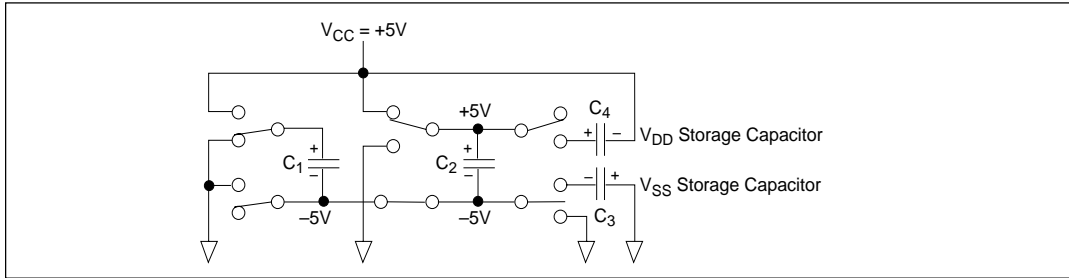 V_CC = +5V
+5V
C_4
+ –
V_DD Storage Capacitor
+
C_1
–
+
C_2
–
– +
V_SS Storage Capacitor
–5V
–5V
C_3